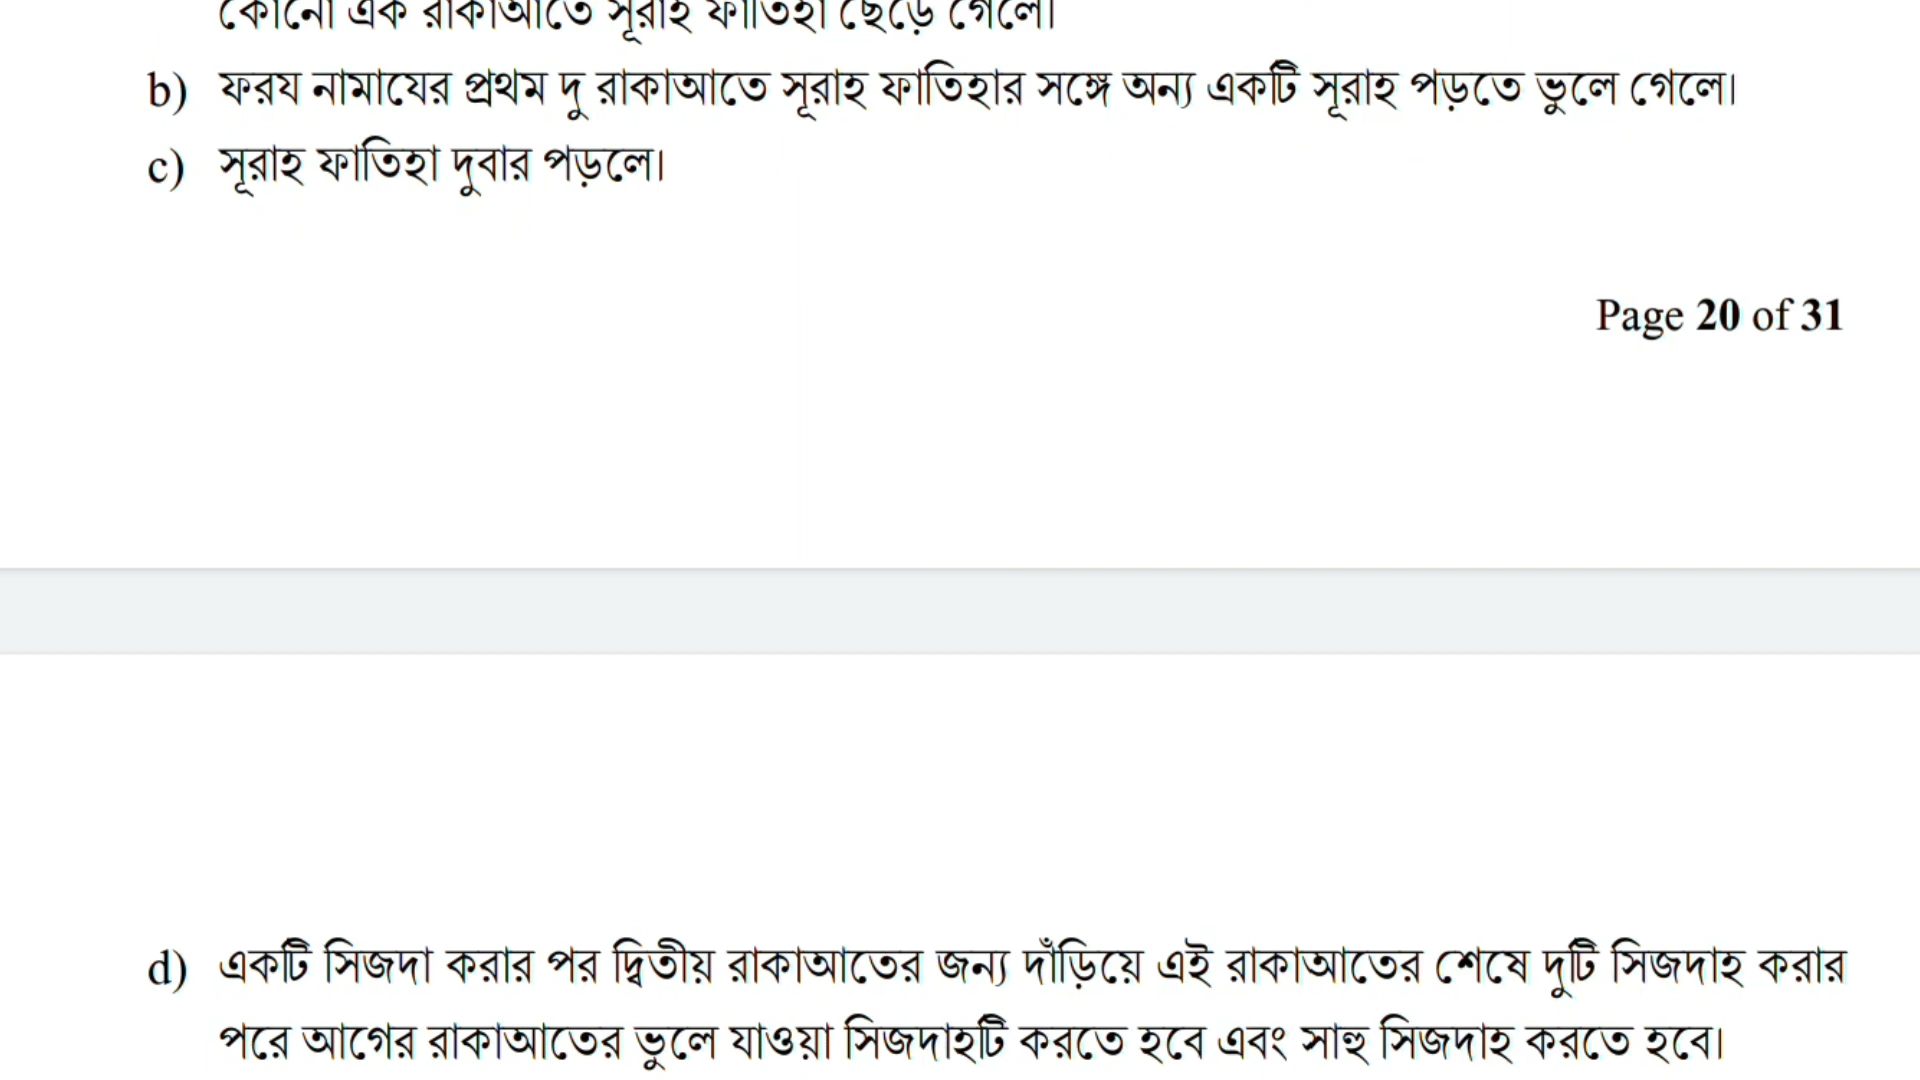 কোনো এক রাকাআতে সূরাহ ফাতিহা ছেড়ে গেলে।
b) ফরয নামাযের প্রথম দু রাকাআতে সূরাহ ফাতিহার সঙ্গে অন্য একটি সূরাহ পড়তে ভুলে গেলে।
c) সূরাহ ফাতিহা দুবার পড়লে।
Page 20 of 31
d) একটি সিজদা করার পর দ্বিতীয় রাকাআতের জন্য দাঁড়িয়ে এই রাকাআতের শেষে দুটি সিজদাহ করার
পরে আগের রাকাআতের ভুলে যাওয়া সিজদাহটি করতে হবে এবং সাহু সিজদাহ করতে হবে।